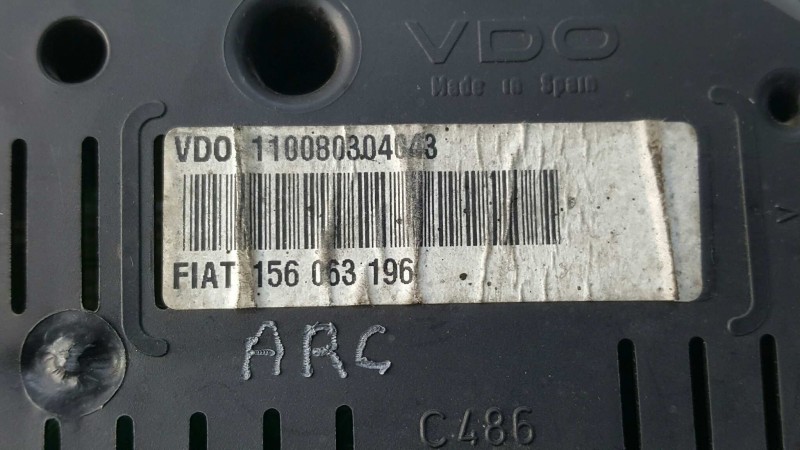 VDO
Made in Spain
VDO 110080304043
FIAT 156 063 196
ARC
C486
V